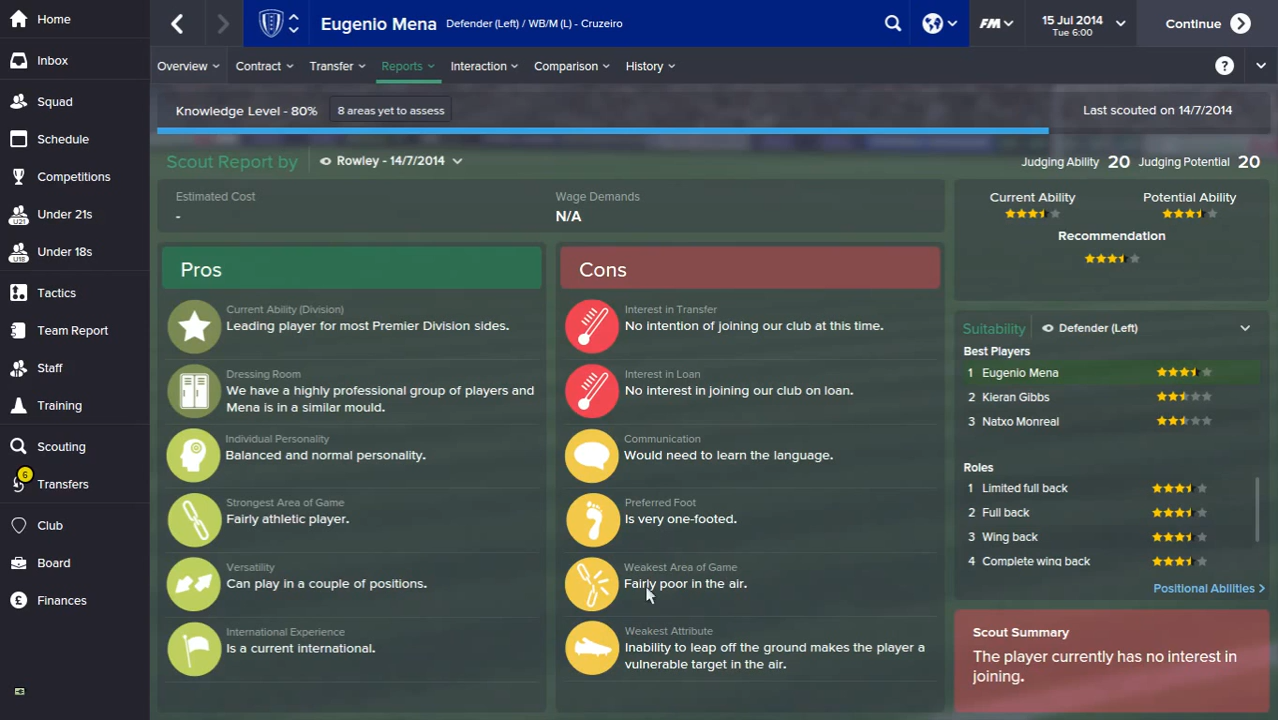 Home
Inbox
Squad
Schedule
Competitions
U21
Under 21s
U18
Under 18s
Tactics
Team Report
Staff
Training
Scouting
6
Transfers
Club
Board
£
Finances
Eugenio Mena
Defender (Left) / WB/M (L) - Cruzeiro
FM
15 Jul 2014
Tue 6:00
Continue
Overview
Contract
Transfer
Reports
Interaction
Comparison
History
?
Knowledge Level - 80%
8 areas yet to assess
Last scouted on 14/7/2014
Scout Report by
Rowley - 14/7/2014
Judging Ability 20 Judging Potential 20
Estimated Cost
-
Wage Demands
N/A
Pros
Current Ability (Division)
Leading player for most Premier Division sides.
Dressing Room
We have a highly professional group of players and
Mena is in a similar mould.
Individual Personality
Balanced and normal personality.
Strongest Area of Game
Fairly athletic player.
Versatility
Can play in a couple of positions.
International Experience
Is a current international.
Cons
Interest in Transfer
No intention of joining our club at this time.
Interest in Loan
No interest in joining our club on loan.
Communication
Would need to learn the language.
Preferred Foot
Is very one-footed.
Weakest Area of Game
Fairly poor in the air.
Weakest Attribute
Inability to leap off the ground makes the player a
vulnerable target in the air.
Current Ability
Potential Ability
Recommendation
Suitability
Defender (Left)
Best Players
1 Eugenio Mena
2 Kieran Gibbs
3 Natxo Monreal
Roles
1 Limited full back
2 Full back
3 Wing back
4 Complete wing back
Positional Abilities >
Scout Summary
The player currently has no interest in
joining.